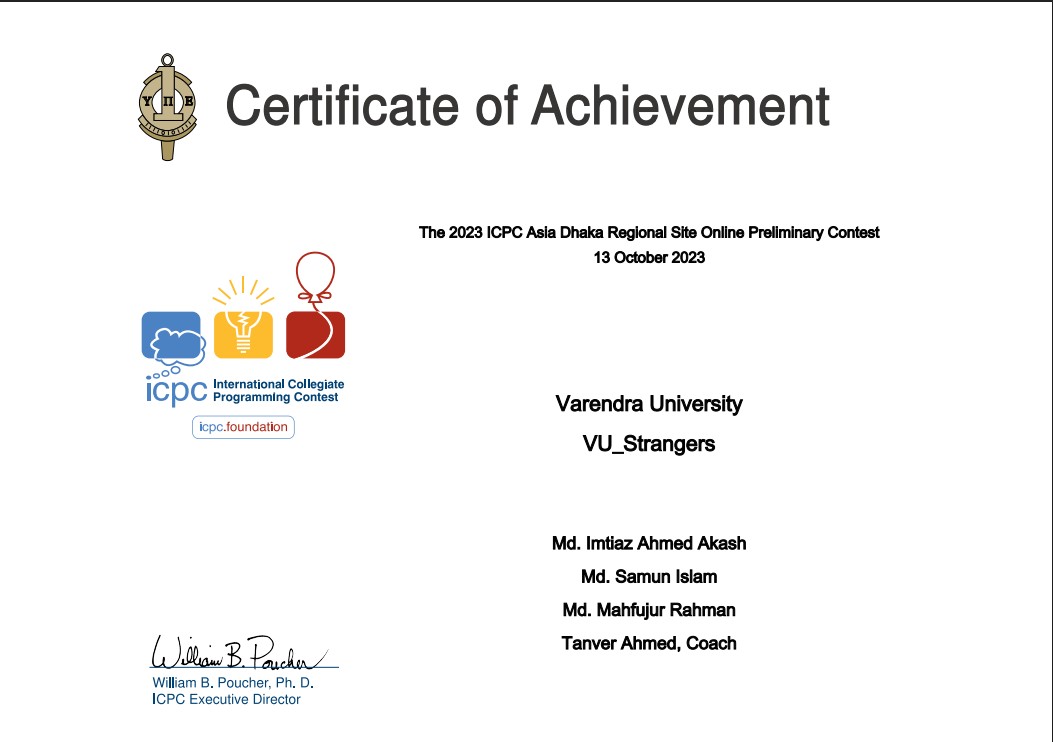 Υ Π Ε
Certificate of Achievement
The 2023 ICPC Asia Dhaka Regional Site Online Preliminary Contest
13 October 2023
icpc International Collegiate
Programming Contest
icpc.foundation
Varendra University
VU_Strangers
Md. Imtiaz Ahmed Akash
Md. Samun Islam
Md. Mahfujur Rahman
Tanver Ahmed, Coach
William B. Poucher
William B. Poucher, Ph. D.
ICPC Executive Director